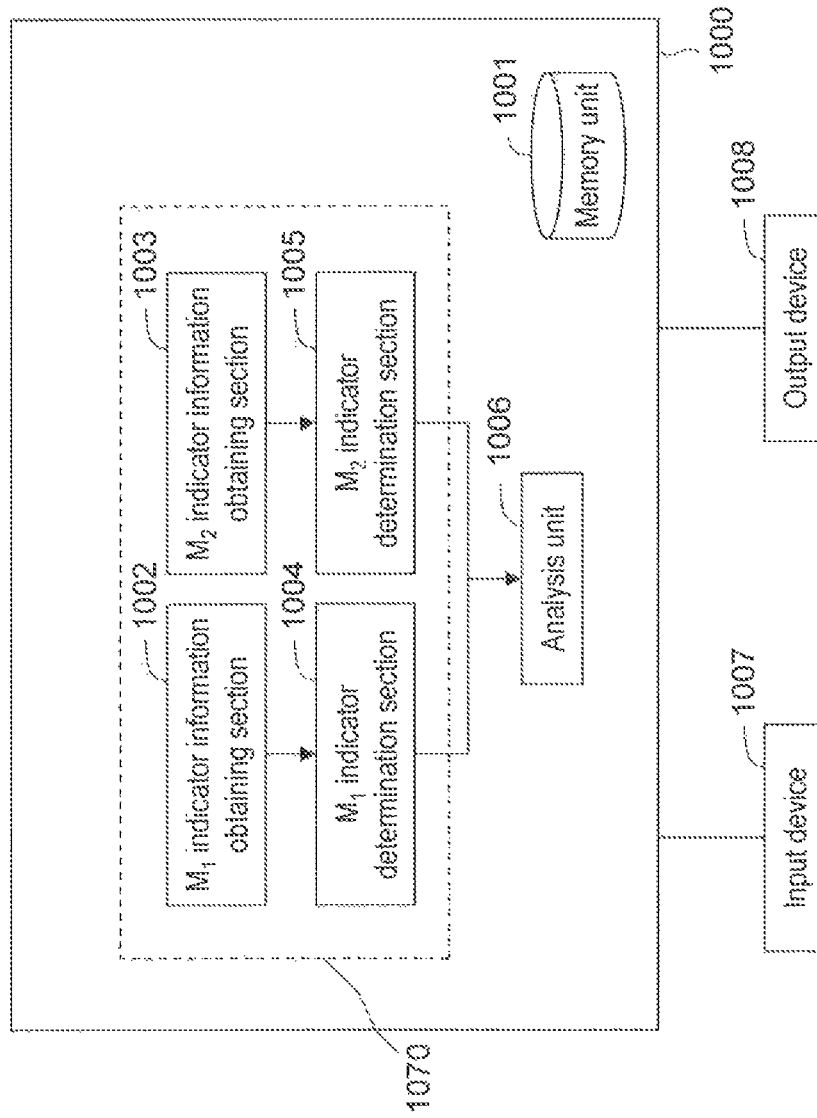 1000
1070
1002
M₁ indicator information
obtaining section
1003
M₂ indicator information
obtaining section
1004
M₁ indicator
determination section
1005
M₂ indicator
determination section
1006
Analysis unit
1001
Memory unit
1007
Input device
1008
Output device